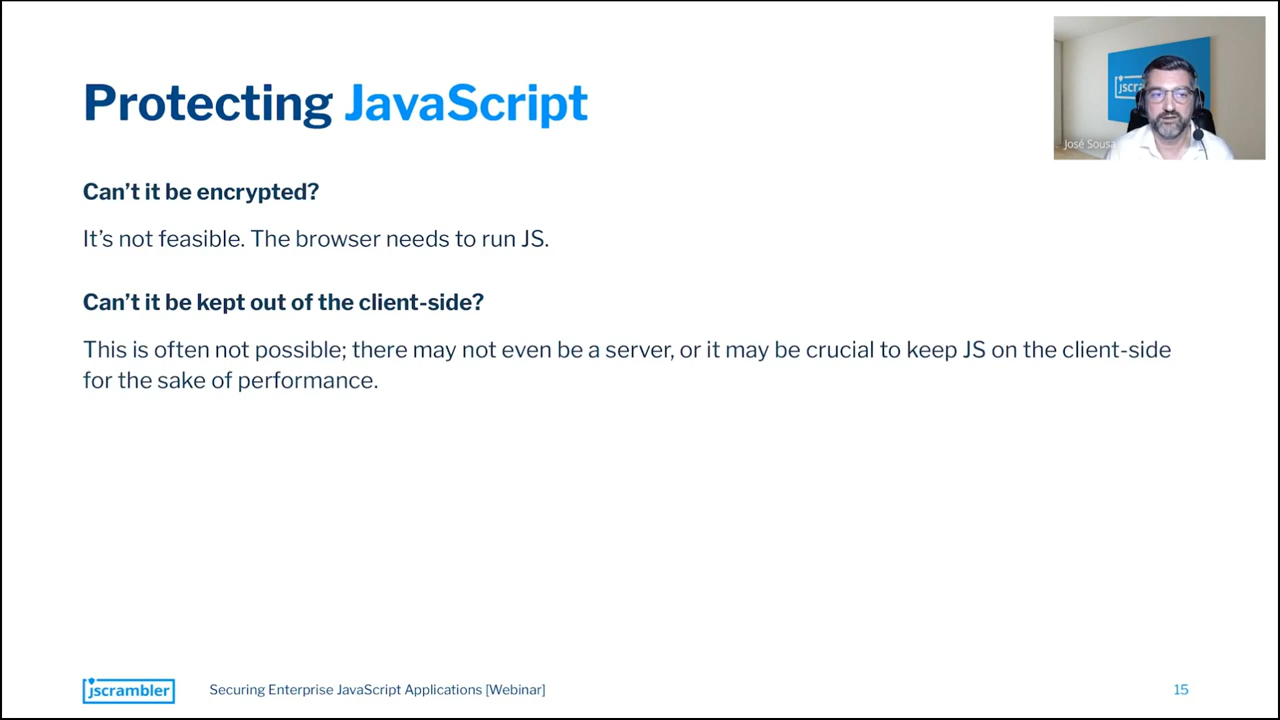 Protecting JavaScript
jscra
José Sousa
Can't it be encrypted?
It's not feasible. The browser needs to run JS.
Can't it be kept out of the client-side?
This is often not possible; there may not even be a server, or it may be crucial to keep JS on the client-side
for the sake of performance.
jscrambler
Securing Enterprise JavaScript Applications [Webinar]
15